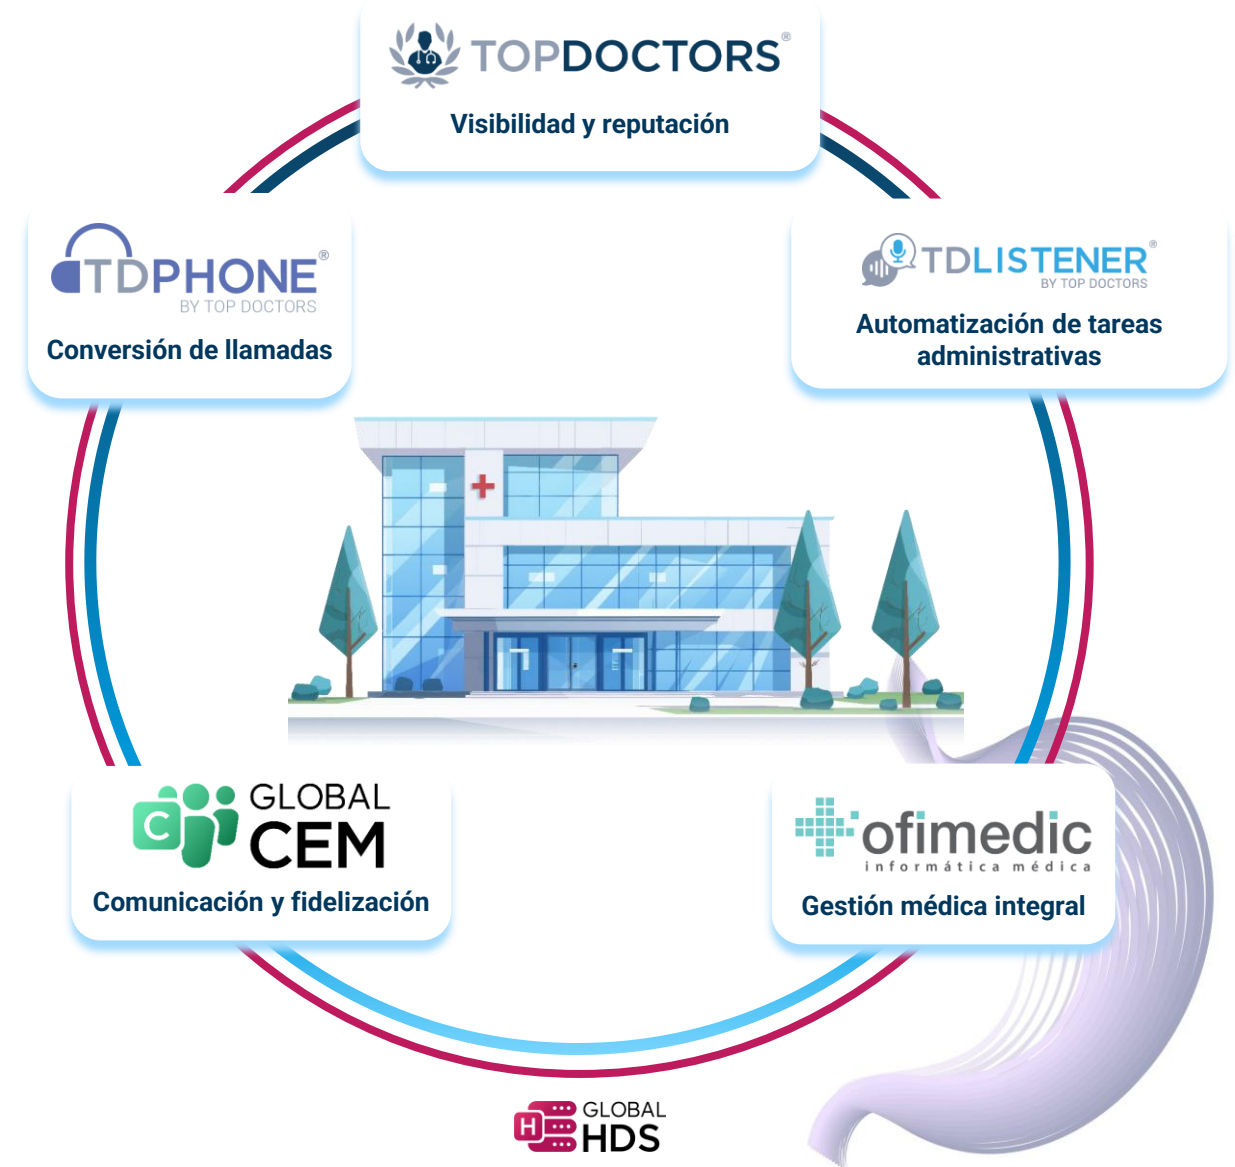 TOPDOCTORS®
Visibilidad y reputación
TDPHONE®
BY TOP DOCTORS
Conversión de llamadas
TDLISTENER®
BY TOP DOCTORS
Automatización de tareas
administrativas
C
GLOBAL
CEM
Comunicación y fidelización
ofimedic
informática médica
Gestión médica integral
H
GLOBAL
HDS